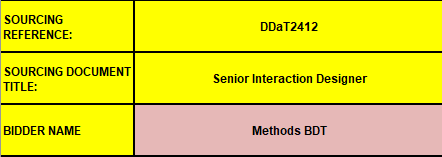 SOURCING
REFERENCE:
DDaT2412
SOURCING DOCUMENT
TITLE:
Senior Interaction Designer
BIDDER NAME
Methods BDT